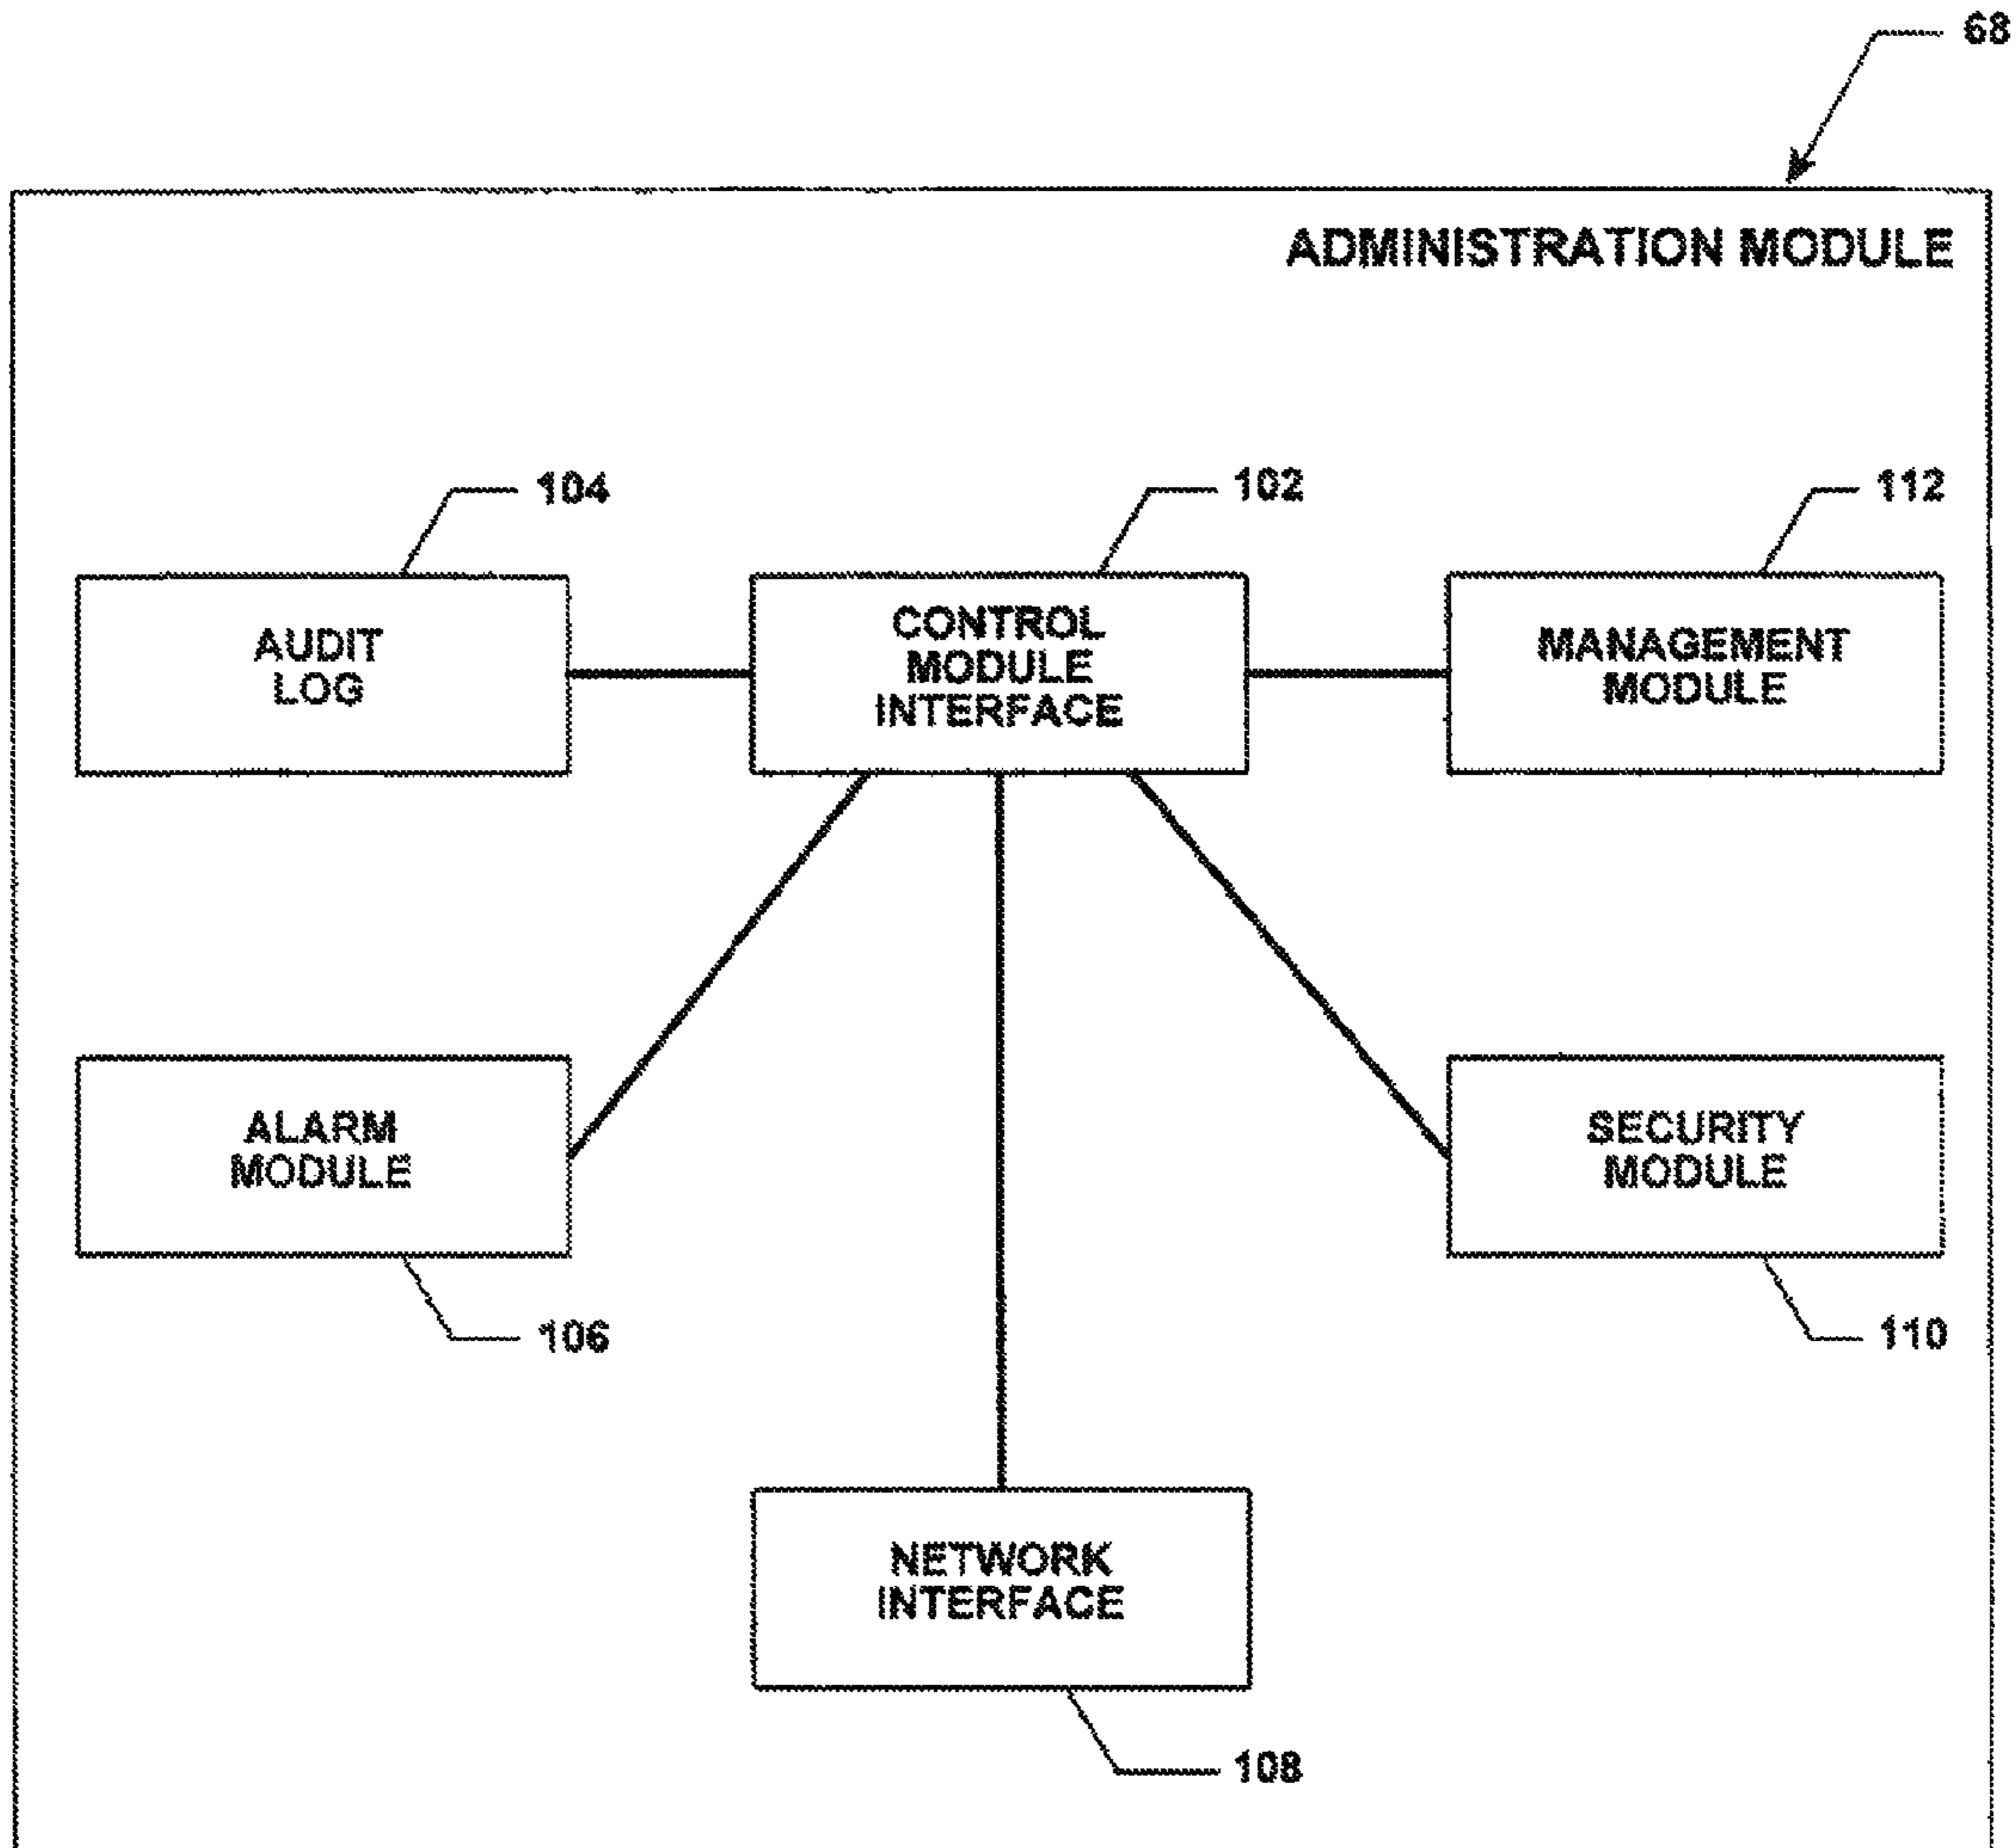 68
ADMINISTRATION MODULE
104
102
112
AUDIT
LOG
CONTROL
MODULE
INTERFACE
MANAGEMENT
MODULE
ALARM
MODULE
SECURITY
MODULE
106
110
NETWORK
INTERFACE
108